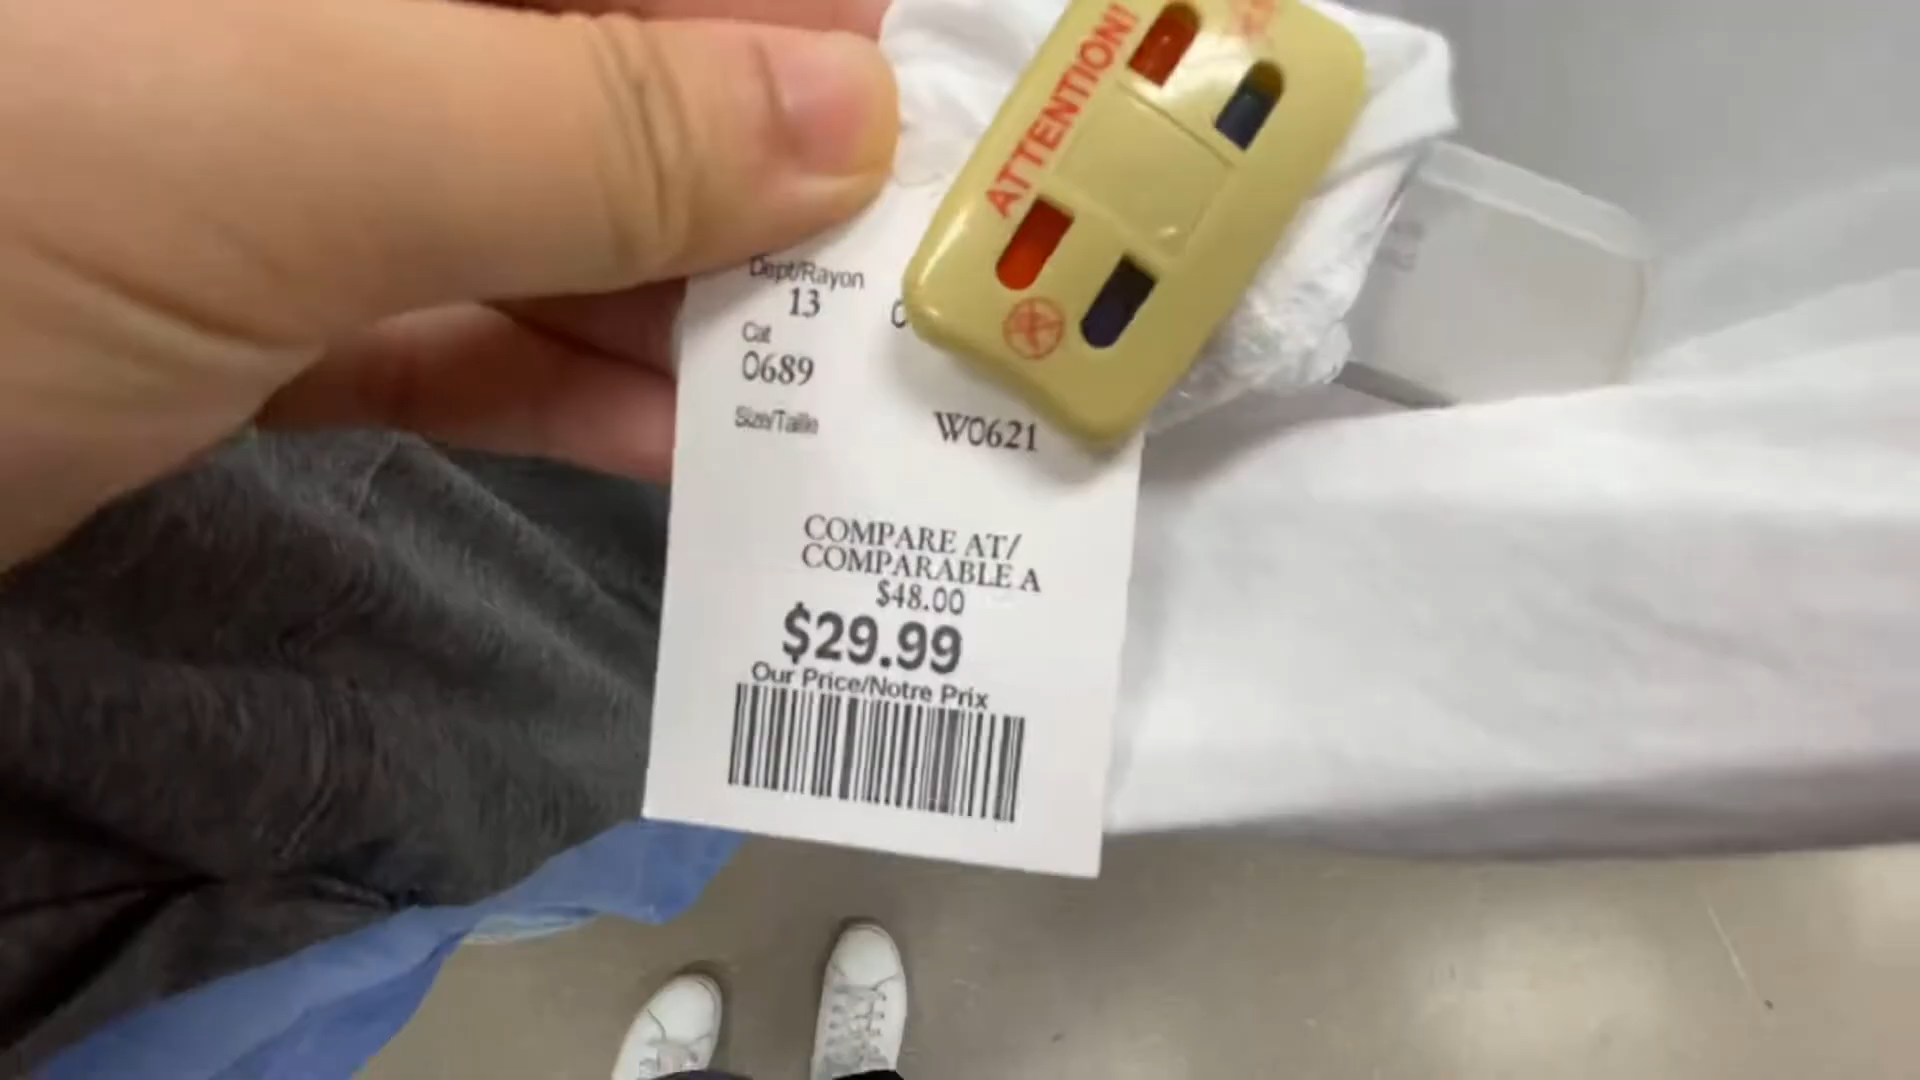 ATTENTION!
Dept/Rayon
13
Cat
0689
Size/Taille
W0621
COMPARE AT/
COMPARABLE A
$48.00
$29.99
Our Price/Notre Prix